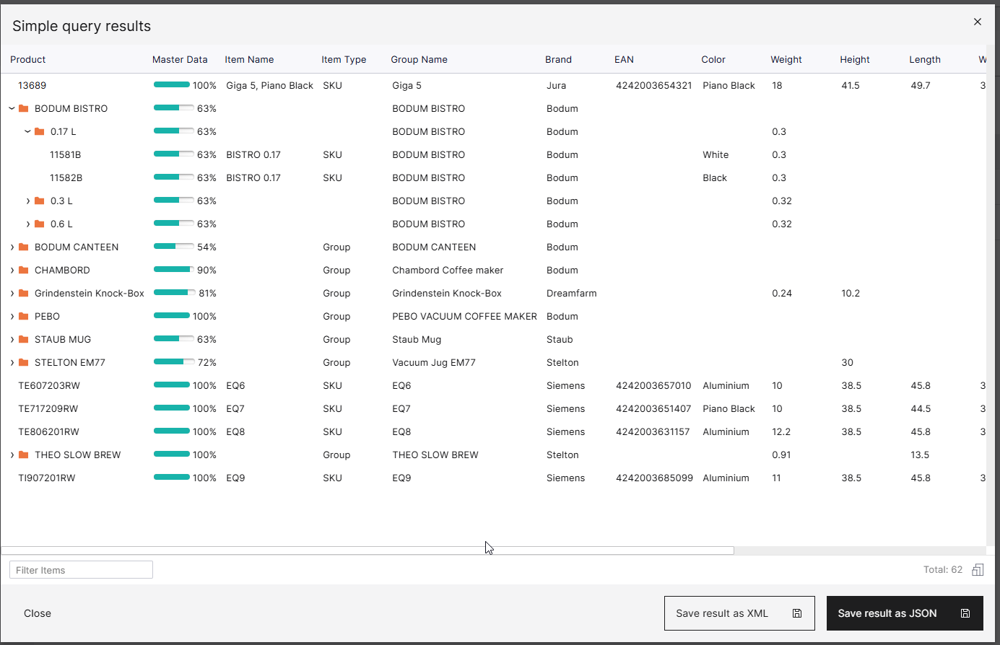 Simple query results
Product Master Data Item Name Item Type Group Name Brand EAN Color Weight Height Length W
13689 100% Giga 5, Piano Black SKU Giga 5 Jura 4242003654321 Piano Black 18 41.5 49.7 3
BODUM BISTRO 63% BODUM BISTRO Bodum
0.17 L 63% BODUM BISTRO Bodum 0.3
11581B 63% BISTRO 0.17 SKU BODUM BISTRO Bodum White 0.3
11582B 63% BISTRO 0.17 SKU BODUM BISTRO Bodum Black 0.3
0.3 L 63% BODUM BISTRO Bodum 0.32
0.6 L 63% BODUM BISTRO Bodum 0.32
BODUM CANTEEN 54% Group BODUM CANTEEN Bodum
CHAMBORD 90% Group Chambord Coffee maker Bodum
Grindenstein Knock-Box 81% Group Grindenstein Knock-Box Dreamfarm 0.24 10.2
PEBO 100% Group PEBO VACUUM COFFEE MAKER Bodum
STAUB MUG 63% Group Staub Mug Staub
STELTON EM77 72% Group Vacuum Jug EM77 Stelton 30
TE607203RW 100% EQ6 SKU EQ6 Siemens 4242003657010 Aluminium 10 38.5 45.8 3
TE717209RW 100% EQ7 SKU EQ7 Siemens 4242003651407 Piano Black 10 38.5 44.5 3
TE806201RW 100% EQ8 SKU EQ8 Siemens 4242003631157 Aluminium 12.2 38.5 45.8 3
THEO SLOW BREW 100% Group THEO SLOW BREW Stelton 0.91 13.5
TI907201RW 100% EQ9 SKU EQ9 Siemens 4242003685099 Aluminium 11 38.5 45.8 3
Filter Items Total: 62
Close Save result as XML Save result as JSON